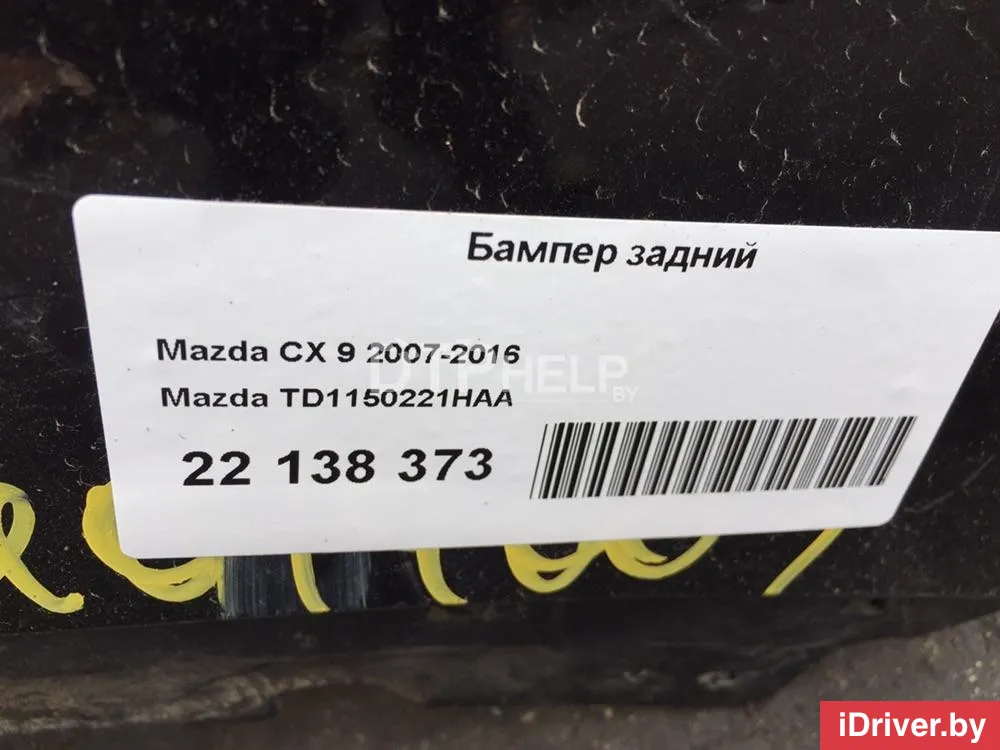 Бампер задний
Mazda CX 9 2007-2016
DTPHELP.BY
Mazda TD1150221HAA
22 138 373
iDriver.by